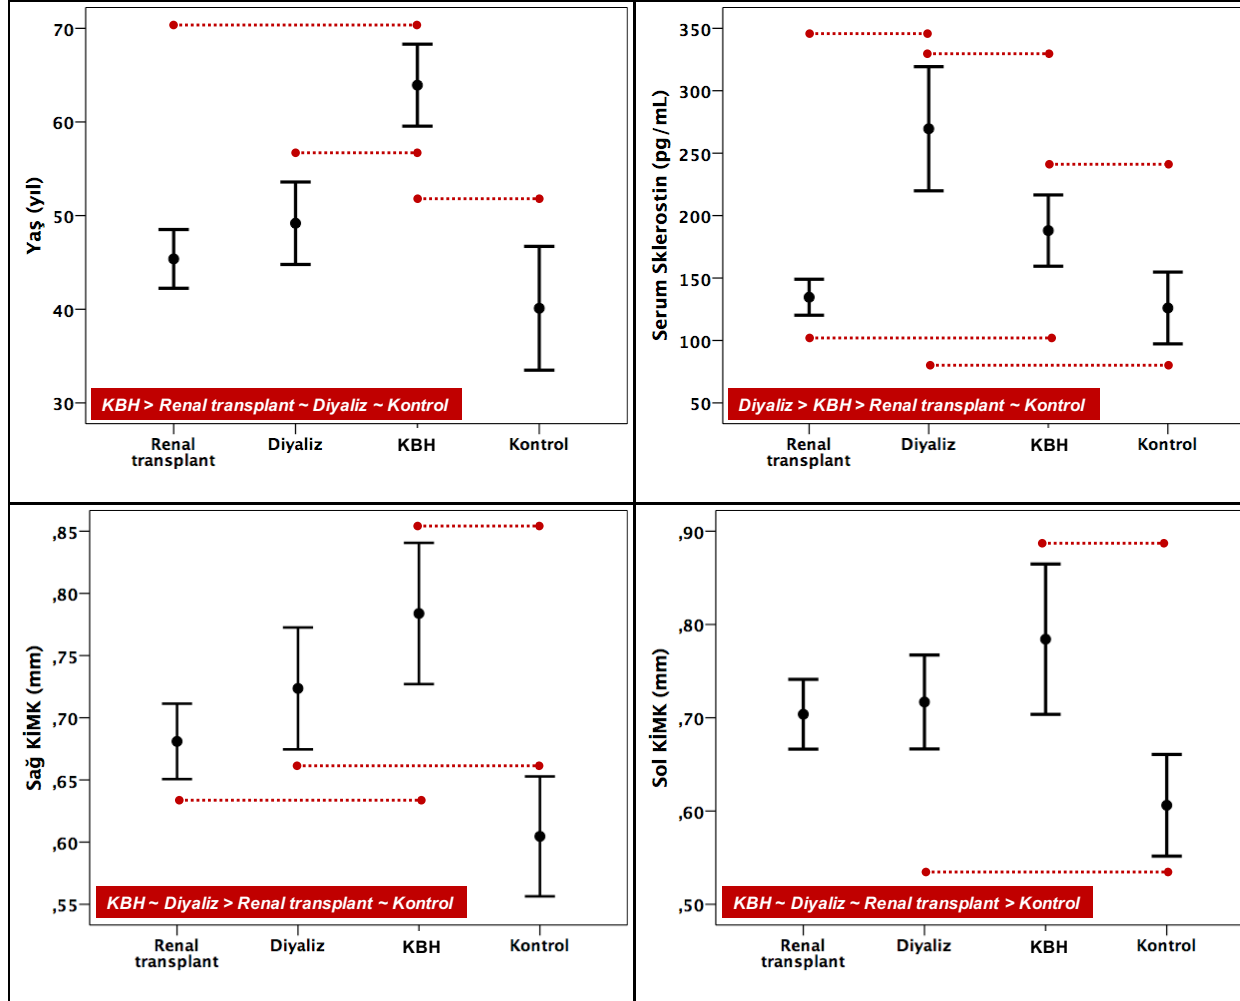 Yaş (yıl)
70
60
50
40
30
KBH > Renal transplant ~ Diyaliz ~ Kontrol
Renal
transplant
Diyaliz
KBH
Kontrol
Serum Sklerostin (pg/mL)
350
300
250
200
150
100
50
Diyaliz > KBH > Renal transplant ~ Kontrol
Renal
transplant
Diyaliz
KBH
Kontrol
Sağ KİMK (mm)
,85
,80
,75
,70
,65
,60
,55
KBH ~ Diyaliz > Renal transplant ~ Kontrol
Renal
transplant
Diyaliz
KBH
Kontrol
Sol KİMK (mm)
,90
,80
,70
,60
,50
KBH ~ Diyaliz ~ Renal transplant > Kontrol
Renal
transplant
Diyaliz
KBH
Kontrol